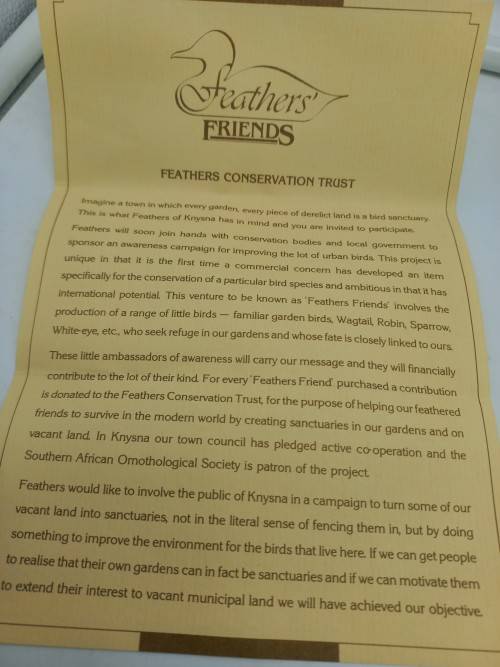 Feathers'
FRIENDS
FEATHERS CONSERVATION TRUST
Imagine a town in which every garden, every piece of derelict land is a bird sanctuary.
This is what Feathers of Knysna has in mind and you are invited to participate.
Feathers will soon join hands with conservation bodies and local government to
sponsor an awareness campaign for improving the lot of urban birds. This project is
unique in that it is the first time a commercial concern has developed an item
specifically for the conservation of a particular bird species and ambitious in that it has
international potential. This venture to be known as 'Feathers Friends' involves the
production of a range of little birds — familiar garden birds, Wagtail, Robin, Sparrow,
White-eye, etc., who seek refuge in our gardens and whose fate is closely linked to ours.
These little ambassadors of awareness will carry our message and they will financially
contribute to the lot of their kind. For every 'Feathers Friend' purchased a contribution
is donated to the Feathers Conservation Trust, for the purpose of helping our feathered
friends to survive in the modern world by creating sanctuaries in our gardens and on
vacant land. In Knysna our town council has pledged active co-operation and the
Southern African Ornothological Society is patron of the project.
Feathers would like to involve the public of Knysna in a campaign to turn some of our
vacant land into sanctuaries, not in the literal sense of fencing them in, but by doing
something to improve the environment for the birds that live here. If we can get people
to realise that their own gardens can in fact be sanctuaries and if we can motivate them
to extend their interest to vacant municipal land we will have achieved our objective.